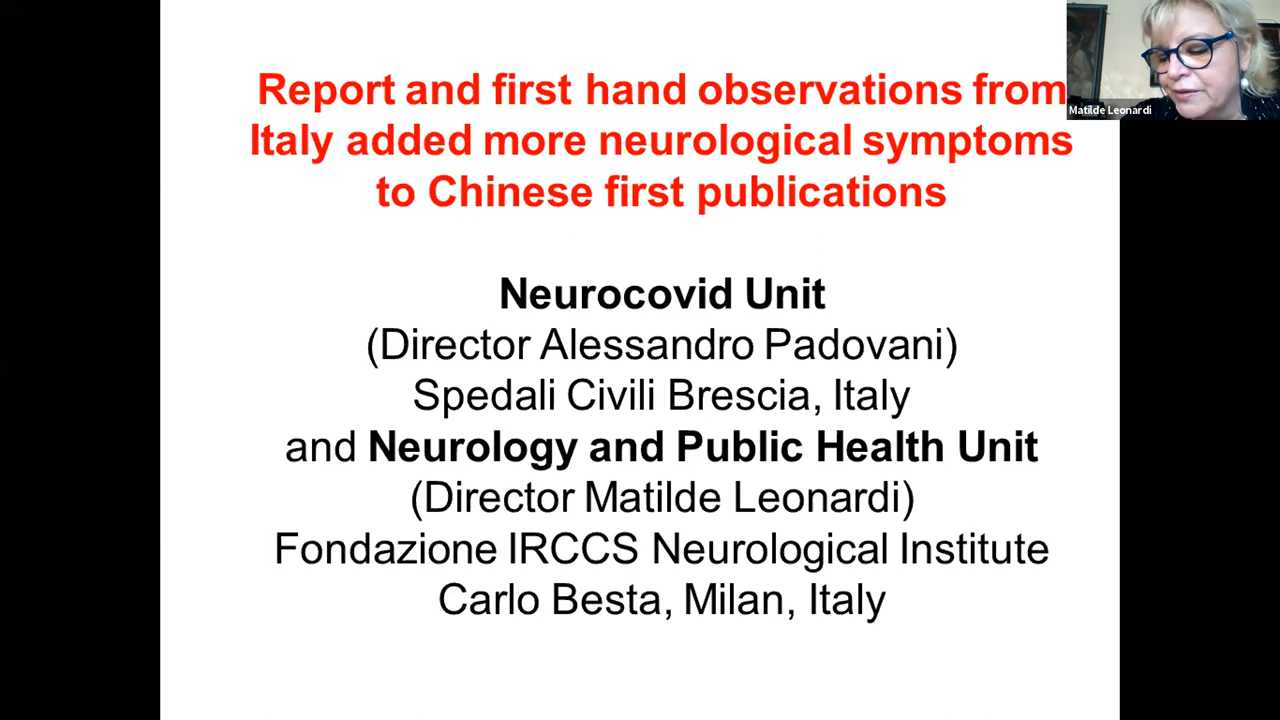 Report and first hand observations from
Italy added more neurological symptoms
to Chinese first publications
Neurocovid Unit
(Director Alessandro Padovani)
Spedali Civili Brescia, Italy
and Neurology and Public Health Unit
(Director Matilde Leonardi)
Fondazione IRCCS Neurological Institute
Carlo Besta, Milan, Italy
Matilde Leonardi